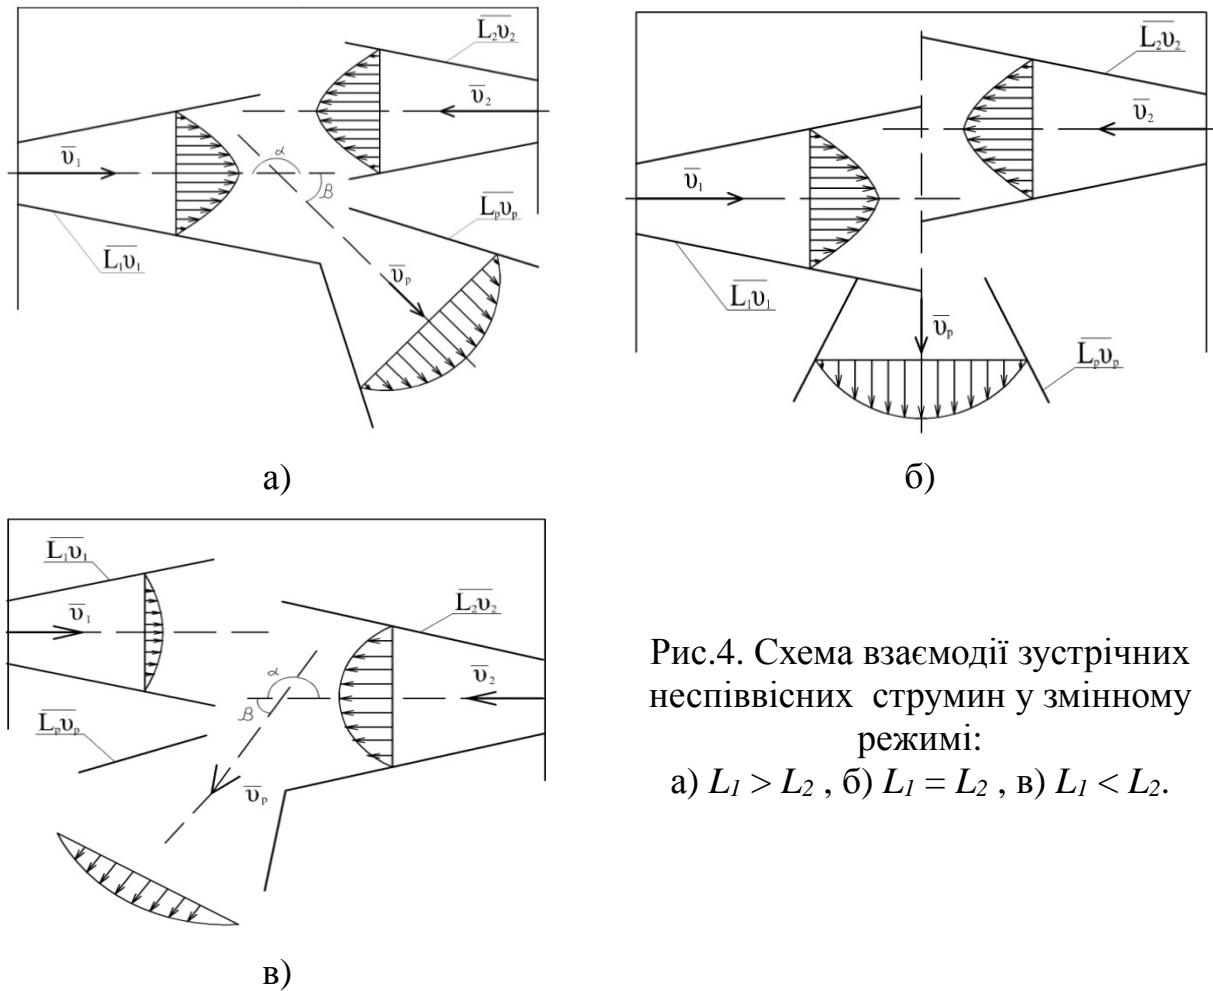 L₂υ₂
υ₂
υ₁
α
β
Lₚυₚ
L₁υ₁
υₚ
а)
L₂υ₂
υ₂
υ₁
L₁υ₁
υₚ
Lₚυₚ
б)
L₁υ₁
υ₁
L₂υ₂
υ₂
α
β
Lₚυₚ
υₚ
в)
Рис.4. Схема взаємодії зустрічних
неспіввісних струмин у змінному
режимі:
а) L₁ > L₂ , б) L₁ = L₂ , в) L₁ < L₂.